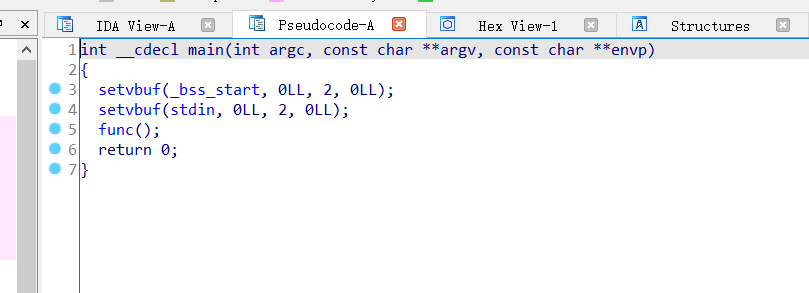 IDA View-A
Pseudocode-A
Hex View-1
Structures
1 int __cdecl main(int argc, const char **argv, const char **envp)
2 {
3 setvbuf(_bss_start, 0LL, 2, 0LL);
4 setvbuf(stdin, 0LL, 2, 0LL);
5 func();
6 return 0;
7 }